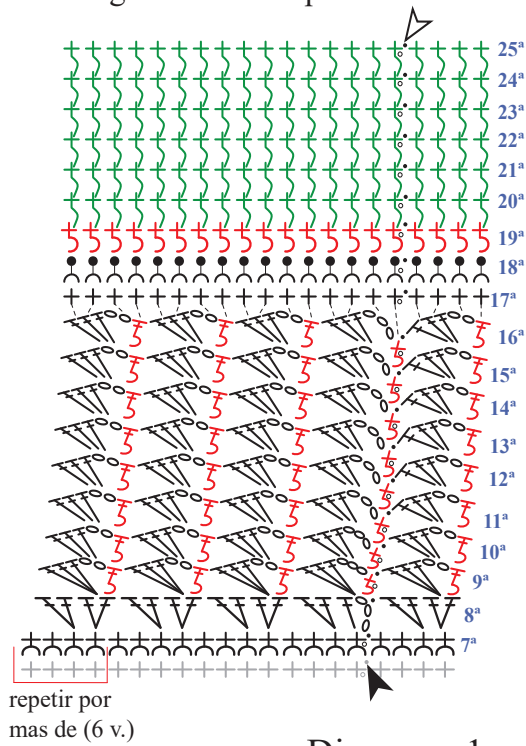 25ª
24ª
23ª
22ª
21ª
20ª
19ª
18ª
17ª
16ª
15ª
14ª
13ª
12ª
11ª
10ª
9ª
8ª
7ª
repetir por
mas de (6 v.)